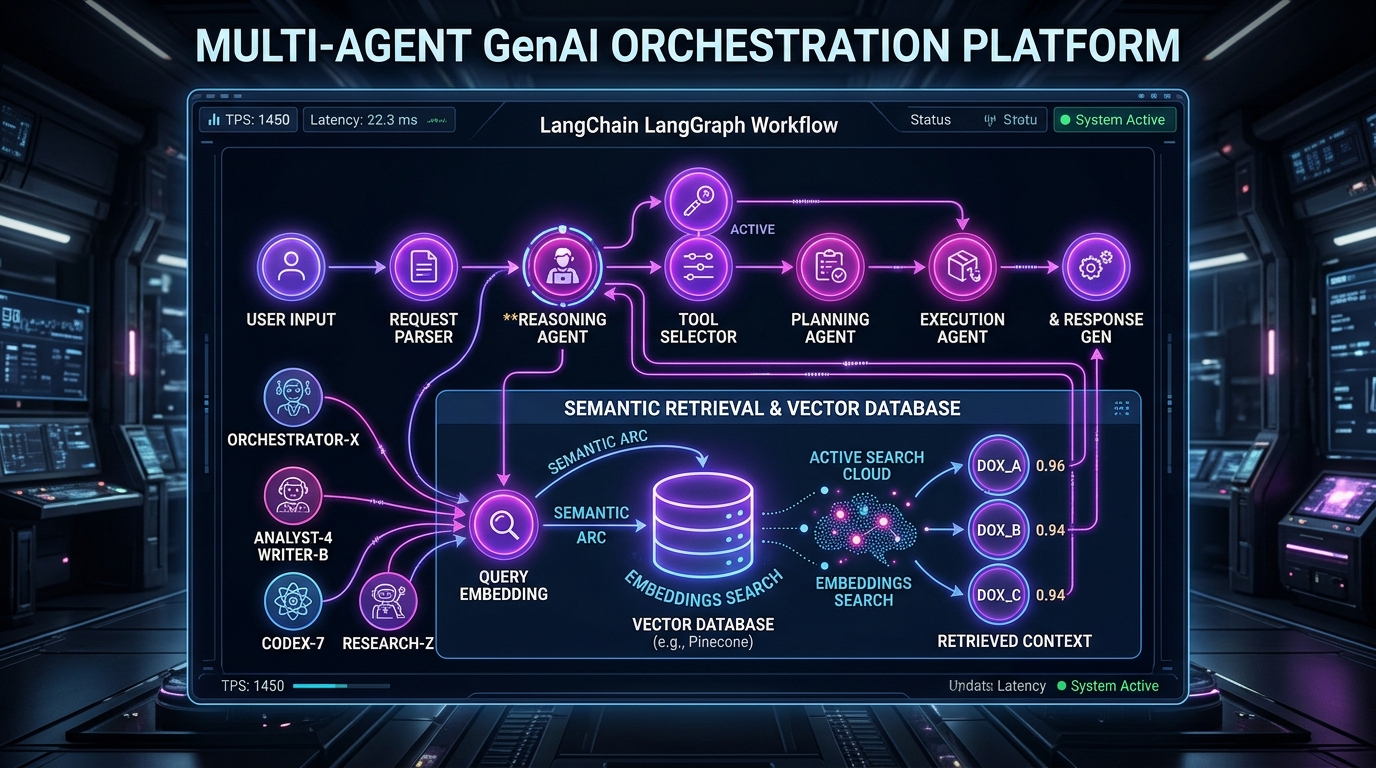 MULTI-AGENT GenAI ORCHESTRATION PLATFORM
TPS: 1450
Latency: 22.3 ms
LangChain LangGraph Workflow
Status
Stotu
System Active
ACTIVE
USER INPUT
REQUEST
PARSER
**REASONING
AGENT
TOOL
SELECTOR
PLANNING
AGENT
EXECUTION
AGENT
& RESPONSE
GEN
ORCHESTRATOR-X
ANALYST-4
WRITER-B
CODEX-7
RESEARCH-Z
SEMANTIC RETRIEVAL & VECTOR DATABASE
SEMANTIC ARC
SEMANTIC
ARC
QUERY
EMBEDDING
EMBEDDINGS SEARCH
VECTOR DATABASE
(e.g., Pinecone)
ACTIVE SEARCH
CLOUD
EMBEDDINGS
SEARCH
DOX_A
0.96
DOX_B
0.94
DOX_C
0.94
RETRIEVED CONTEXT
TPS: 1450
Latency
System Active